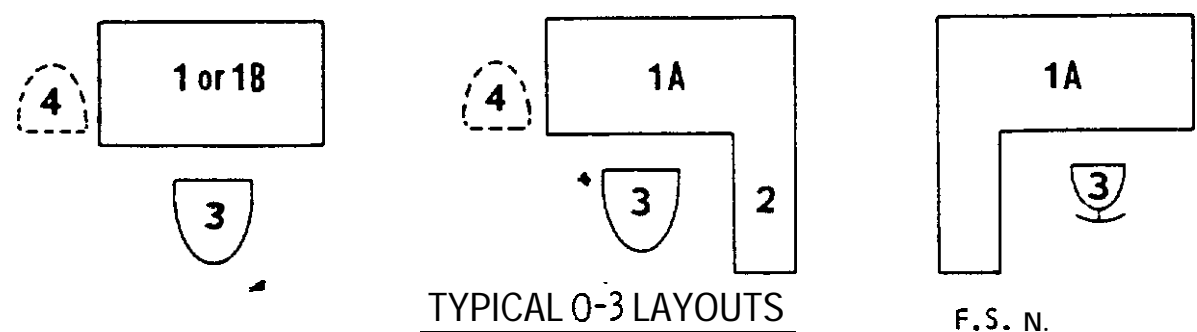 1 or 1B
4
3
1A
4
3
2
1A
3
TYPICAL O-3 LAYOUTS
F.S. N.